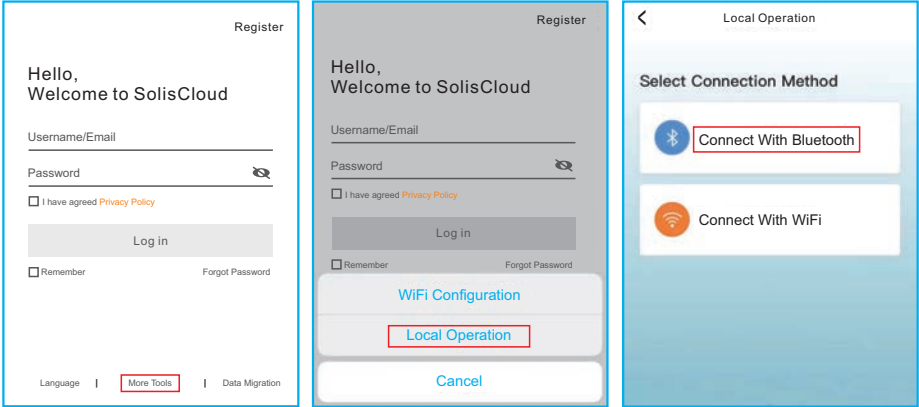 Register
Hello,
Welcome to SolisCloud
Username/Email
Password
I have agreed Privacy Policy
Log in
Remember Forgot Password
Language | More Tools | Data Migration
Register
Hello,
Welcome to SolisCloud
Username/Email
Password
I have agreed Privacy Policy
Log in
Remember Forgot Password
WiFi Configuration
Local Operation
Cancel
Local Operation
Select Connection Method
Connect With Bluetooth
Connect With WiFi